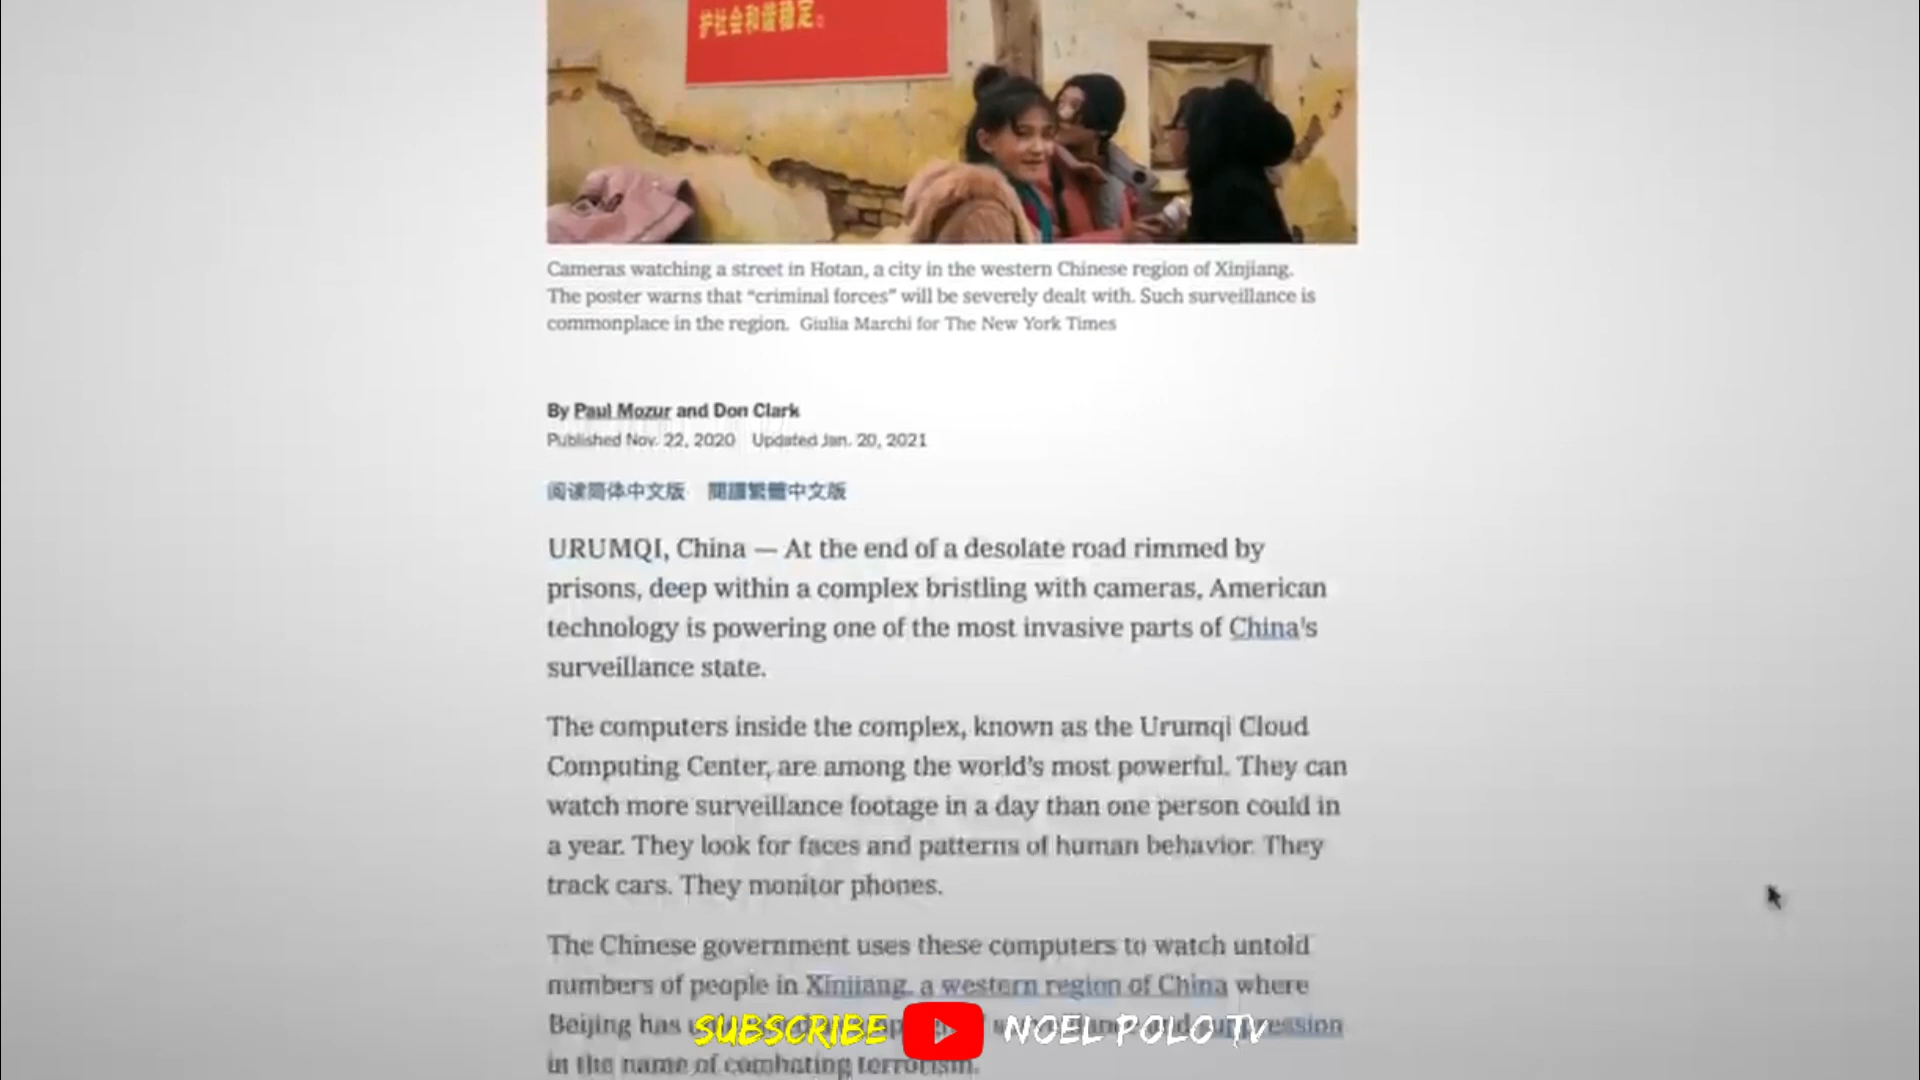 护社会和谐稳定。
Cameras watching a street in Hotan, a city in the western Chinese region of Xinjiang.
The poster warns that “criminal forces” will be severely dealt with. Such surveillance is
commonplace in the region. Giulia Marchi for The New York Times
By Paul Mozur and Don Clark
Published Nov. 22, 2020 Updated Jan. 20, 2021
阅读简体中文版 閱讀繁體中文版
URUMQI, China — At the end of a desolate road rimmed by
prisons, deep within a complex bristling with cameras, American
technology is powering one of the most invasive parts of China's
surveillance state.
The computers inside the complex, known as the Urumqi Cloud
Computing Center, are among the world’s most powerful. They can
watch more surveillance footage in a day than one person could in
a year. They look for faces and patterns of human behavior. They
track cars. They monitor phones.
The Chinese government uses these computers to watch untold
numbers of people in Xinjiang, a western region of China where
Beijing has and suppression
SUBSCRIBE NOEL POLO TV
in the name of combating terrorism.